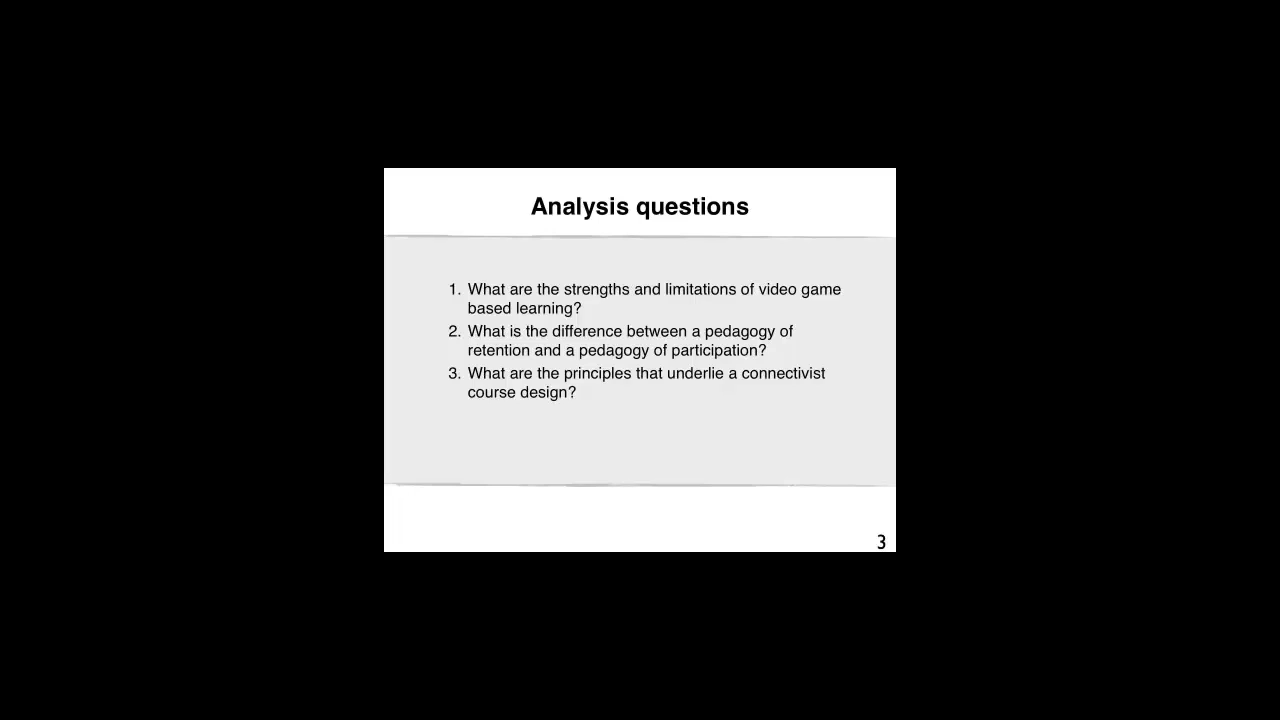 Analysis questions
1. What are the strengths and limitations of video game
based learning?
2. What is the difference between a pedagogy of
retention and a pedagogy of participation?
3. What are the principles that underlie a connectivist
course design?
3